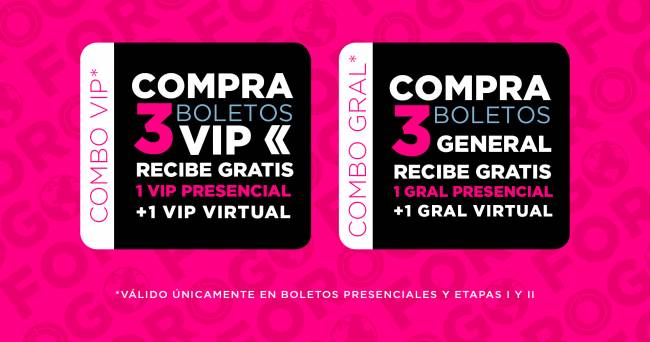 COMBO VIP*
COMPRA
3 BOLETOS
VIP
RECIBE GRATIS
1 VIP PRESENCIAL
+1 VIP VIRTUAL
COMBO GRAL*
COMPRA
3 BOLETOS
GENERAL
RECIBE GRATIS
1 GRAL PRESENCIAL
+1 GRAL VIRTUAL
*VÁLIDO ÚNICAMENTE EN BOLETOS PRESENCIALES Y ETAPAS I Y II